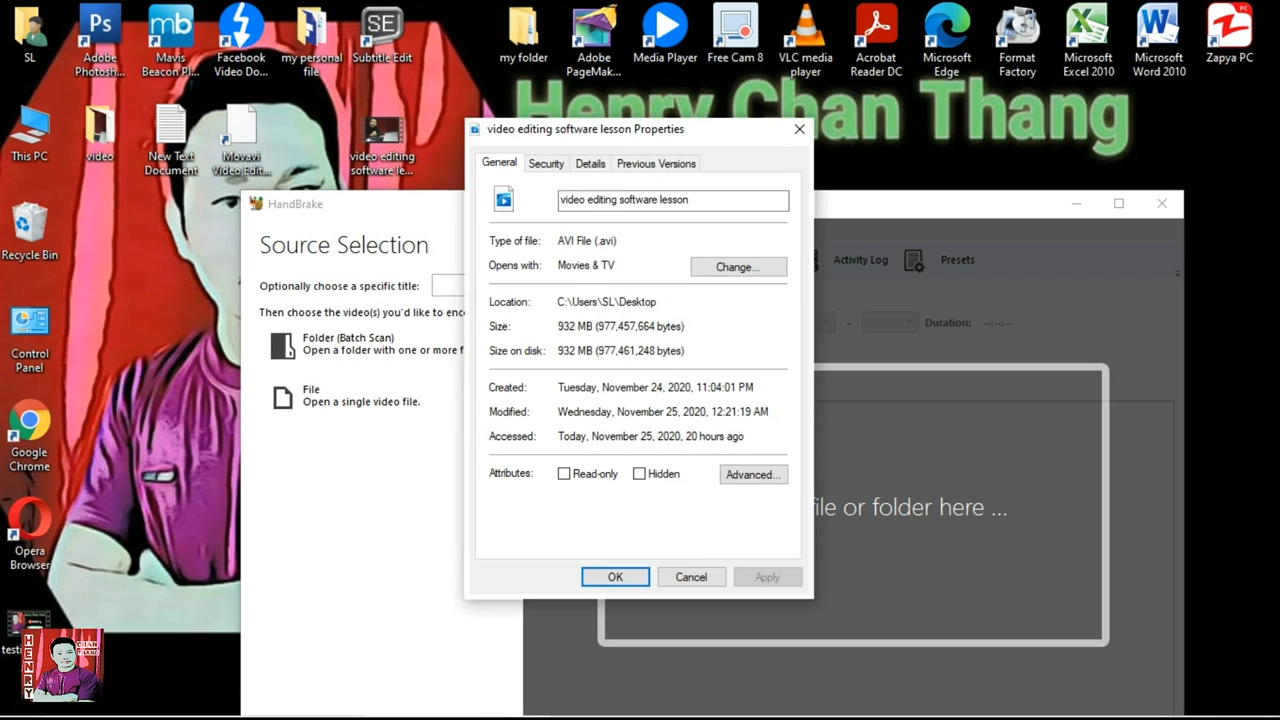 SL
Adobe
Photosh...
Mavis
Beacon Pl...
Facebook
Video Do...
my personal
file
Subtitle Edit
my folder
Adobe
PageMak...
Media Player
Free Cam 8
VLC media
player
Acrobat
Reader DC
Microsoft
Edge
Format
Factory
Microsoft
Excel 2010
Microsoft
Word 2010
Zapya PC
Henry Chan Thang
This PC
video
New Text
Document
Movavi
Video Edit...
video editing
software le...
Recycle Bin
Control
Panel
Google
Chrome
Opera
Browser
HandBrake
Source Selection
Optionally choose a specific title:
Then choose the video(s) you'd like to
Folder (Batch Scan)
Open a folder with one or more
File
Open a single video file.
video editing software lesson Properties
General
Security
Details
Previous Versions
video editing software lesson
Type of file: AVI File (.avi)
Opens with: Movies & TV
Change...
Location: C:\Users\SL\Desktop
Size: 932 MB (977,457,664 bytes)
Size on disk: 932 MB (977,461,248 bytes)
Created: Tuesday, November 24, 2020, 11:04:01 PM
Modified: Wednesday, November 25, 2020, 12:21:19 AM
Accessed: Today, November 25, 2020, 20 hours ago
Attributes: Read-only Hidden
Advanced...
OK
Cancel
Apply
Activity Log
Presets
- Duration: --:--:--
file or folder here ...
HENRY
CHAN
THANG